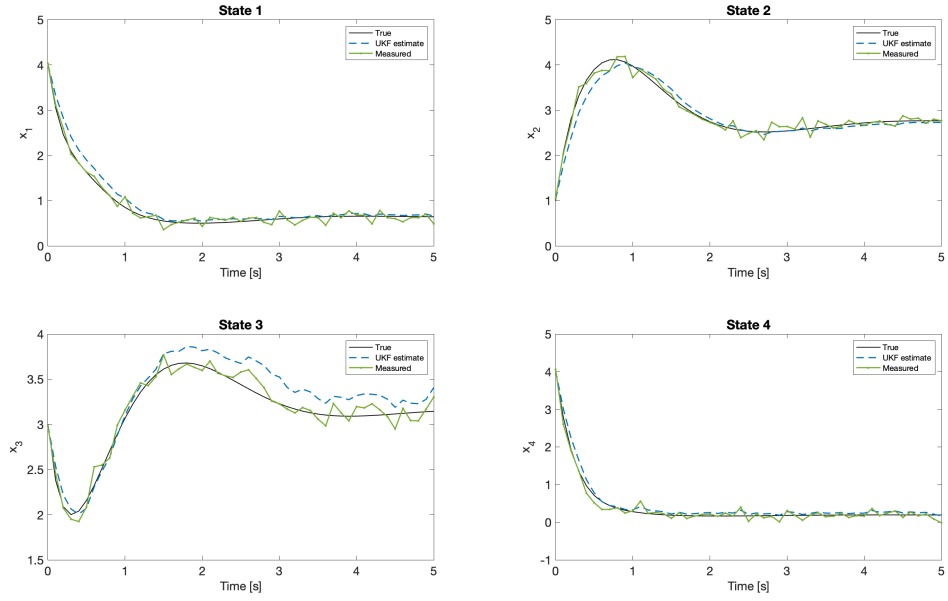 State 1
5
4
3
2
1
0
x1
0 1 2 3 4 5
Time [s]
True
UKF estimate
Measured
State 2
5
4
3
2
1
0
x2
0 1 2 3 4 5
Time [s]
True
UKF estimate
Measured
State 3
4
3.5
3
2.5
2
1.5
x3
0 1 2 3 4 5
Time [s]
True
UKF estimate
Measured
State 4
5
4
3
2
1
0
-1
x4
0 1 2 3 4 5
Time [s]
True
UKF estimate
Measured